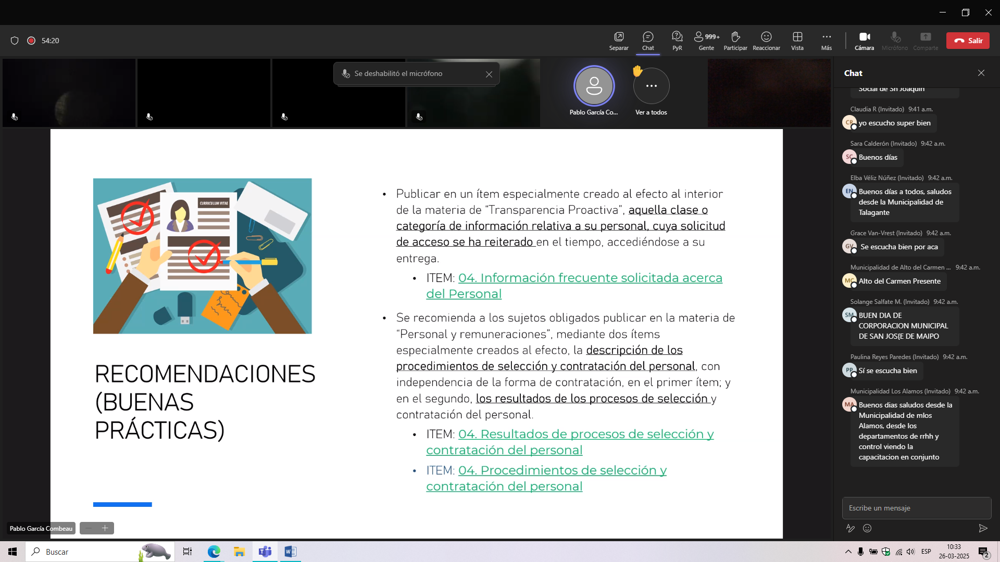 54:20
Separar
Chat
PyR
999+
Gente
Participar
Reaccionar
Vista
Más
Cámara
Micrófono
Comparte
Salir
Se deshabilitó el micrófono
Pablo García Co...
Ver a todos
CURRICULUM VITAE
RECOMENDACIONES
(BUENAS
PRÁCTICAS)
• Publicar en un ítem especialmente creado al efecto al interior
de la materia de “Transparencia Proactiva”, aquella clase o
categoría de información relativa a su personal, cuya solicitud
de acceso se ha reiterado en el tiempo, accediéndose a su
entrega.
• ITEM: 04. Información frecuente solicitada acerca
del Personal
• Se recomienda a los sujetos obligados publicar en la materia de
“Personal y remuneraciones”, mediante dos ítems
especialmente creados al efecto, la descripción de los
procedimientos de selección y contratación del personal, con
independencia de la forma de contratación, en el primer ítem; y
en el segundo, los resultados de los procesos de selección y
contratación del personal.
• ITEM: 04. Resultados de procesos de selección y
contratación del personal
• ITEM: 04. Procedimientos de selección y
contratación del personal
Pablo García Combeau
Chat
Social de Sn Joaquin
Claudia R (Invitado) 9:41 a.m.
CR
yo escucho super bien
Sara Calderón (Invitado) 9:42 a.m.
SC
Buenos días
Elba Véliz Núñez (Invitado) 9:42 a.m.
EN
Buenos días a todos, saludos
desde la Municipalidad de
Talagante
Grace Van-Vrest (Invitado) 9:42 a.m.
GV
Se escucha bien por aca
Municipalidad de Alto del Carmen ... 9:42 a.m.
MC
Alto del Carmen Presente
Solange Salfate M. (Invitado) 9:42 a.m.
SM
BUEN DIA DE
CORPORACION MUNICIPAL
DE SAN JOS{E DE MAIPO
Paulina Reyes Paredes (Invitado) 9:42 a.m.
PP
Sí se escucha bien
Municipalidad Los Alamos (Invitado) 9:42 a.m.
MA
Buenos dias saludos desde la
Municipalidad de mlos
Alamos, desde los
departamentos de rrhh y
control viendo la
capacitacion en conjunto
Escribe un mensaje
Buscar
ESP
10:33
26-03-2025
2